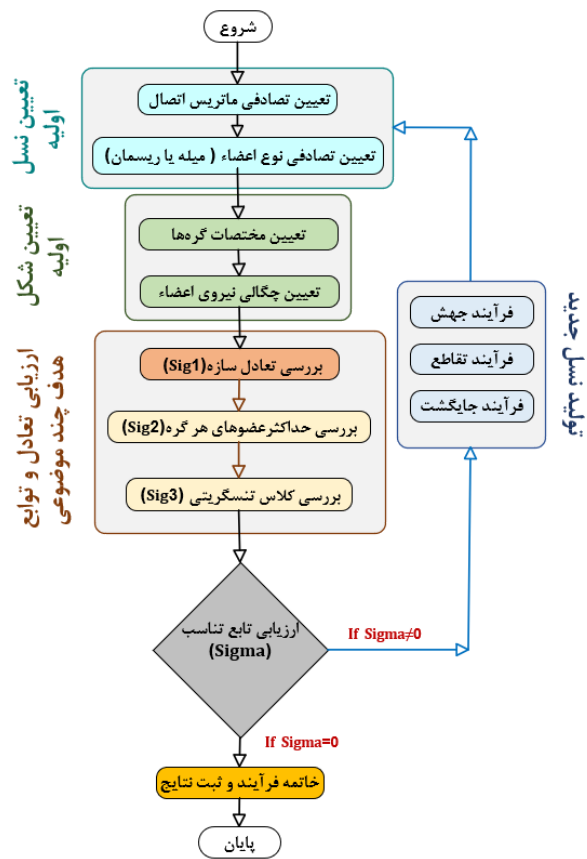 شروع
تعیین نسل
اولیه
تعیین تصادفی ماتریس اتصال
تعیین تصادفی نوع اعضاء ( میله یا ریسمان)
تعیین شکل
اولیه
تعیین مختصات گره‌ها
تعیین چگالی نیروی اعضاء
ارزیابی تعادل و توابع
هدف چند موضوعی
بررسی تعادل سازه(Sig1)
بررسی حداکثرعضوهای هر گره(Sig2)
بررسی کلاس تنسگریتی (Sig3)
تولید نسل جدید
فرآیند جهش
فرآیند تقاطع
فرآیند جایگشت
ارزیابی تابع تناسب
(Sigma)
If Sigma≠0
If Sigma=0
خاتمه فرآیند و ثبت نتایج
پایان